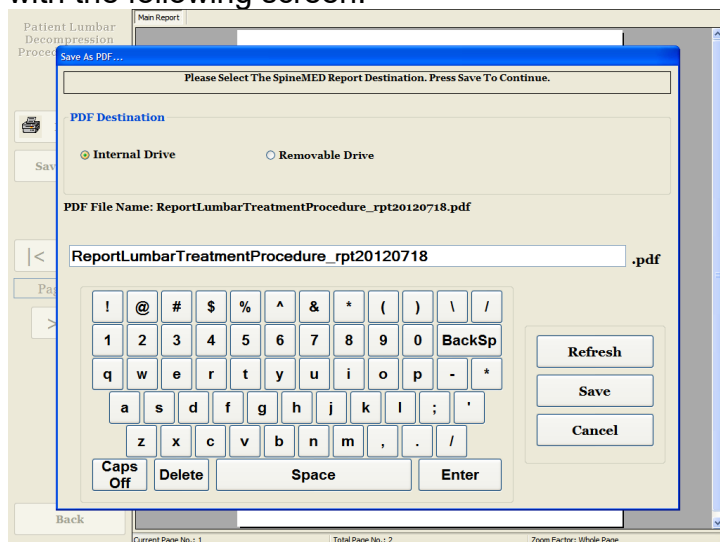 with the following screen:
Patient Lumbar
Decompression
Main Report
Save As PDF...
Please Select The SpineMED Report Destination. Press Save To Continue.
PDF Destination
Internal Drive
Removable Drive
PDF File Name: ReportLumbarTreatmentProcedure_rpt20120718.pdf
ReportLumbarTreatmentProcedure_rpt20120718 .pdf
|<
>
! @ # $ % ^ & * ( ) \ /
1 2 3 4 5 6 7 8 9 0 BackSp
q w e r t y u i o p - *
a s d f g h j k l ; '
z x c v b n m , . /
Caps Off Delete Space Enter
Refresh
Save
Cancel
Back
Current Page No.: 1 Total Page No.: 2 Zoom Factor: Whole Page